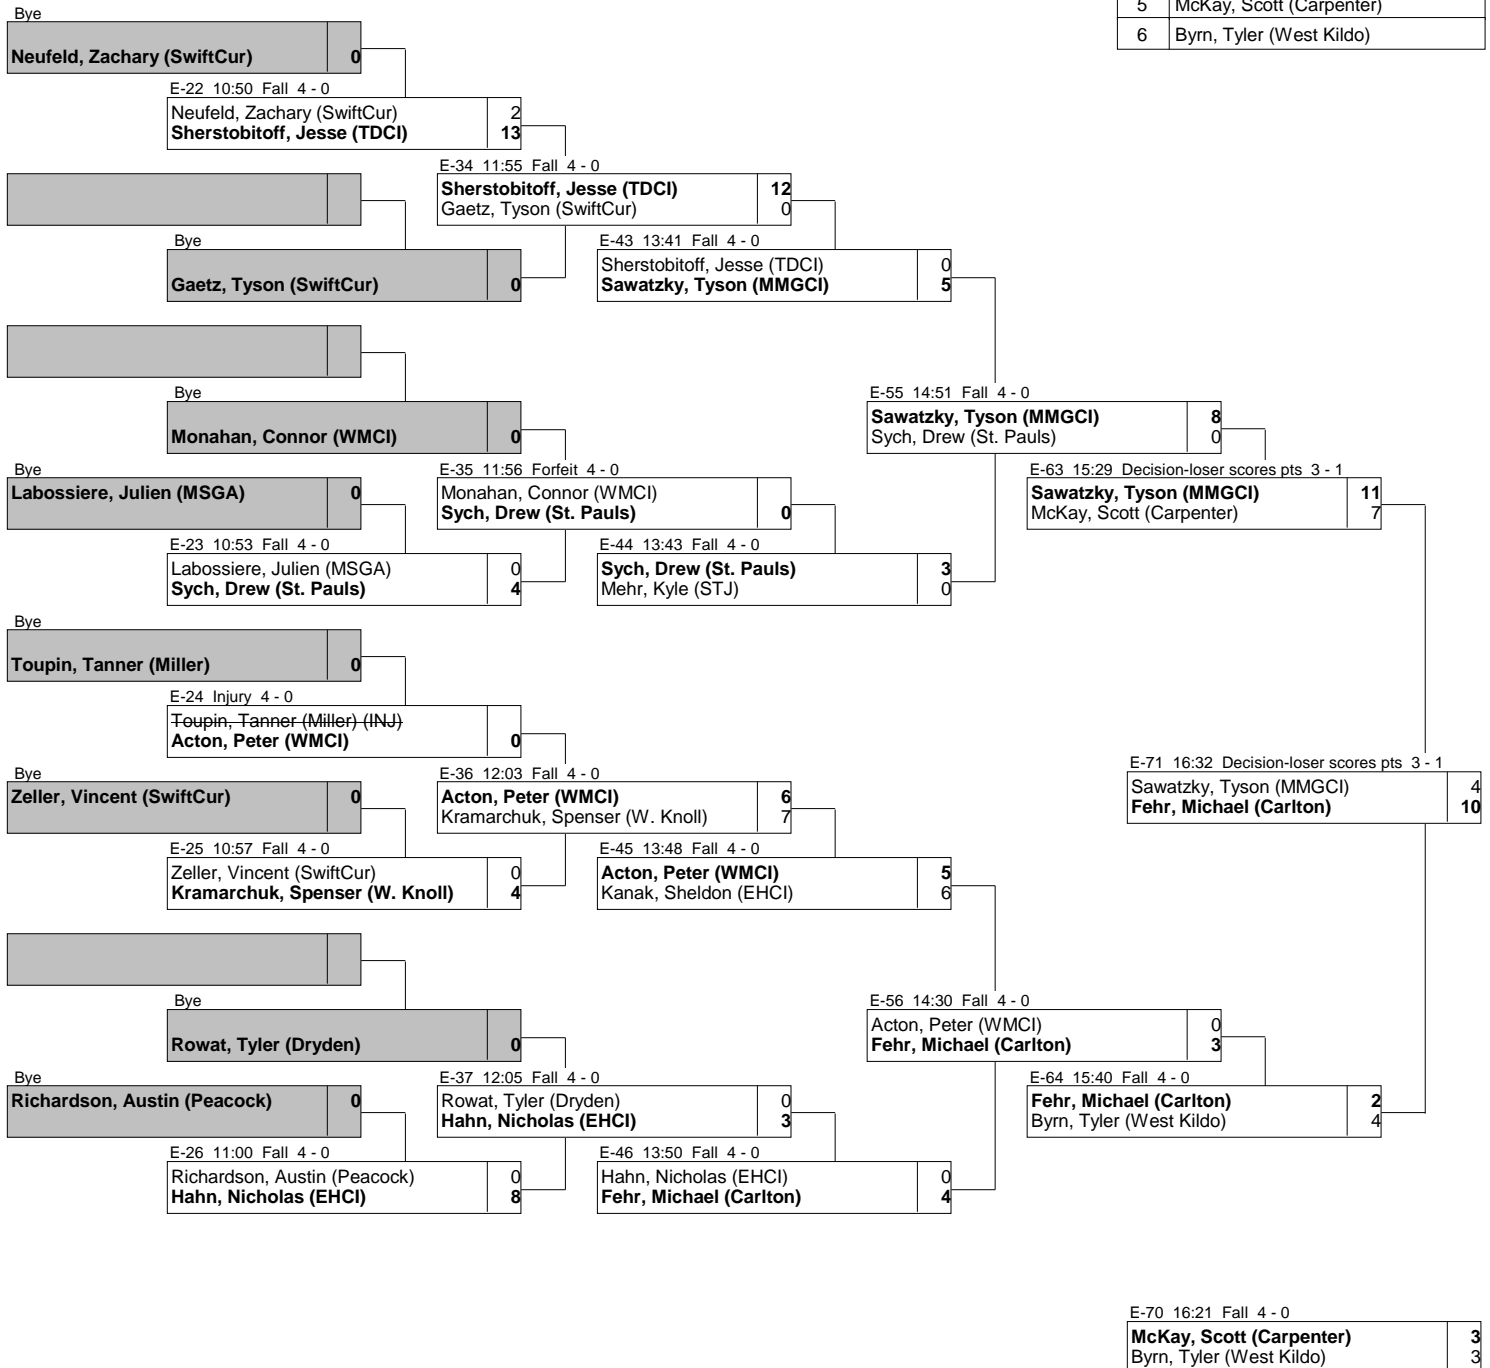 5 McKay, Scott (Carpenter)
6 Byrn, Tyler (West Kildo)
Bye
Neufeld, Zachary (SwiftCur) 0
E-22 10:50 Fall 4 - 0
Neufeld, Zachary (SwiftCur) 2
Sherstobitoff, Jesse (TDCI) 13
E-34 11:55 Fall 4 - 0
Sherstobitoff, Jesse (TDCI) 12
Gaetz, Tyson (SwiftCur) 0
Bye
Gaetz, Tyson (SwiftCur) 0
E-43 13:41 Fall 4 - 0
Sherstobitoff, Jesse (TDCI) 0
Sawatzky, Tyson (MMGCI) 5
Bye
Monahan, Connor (WMCI) 0
E-55 14:51 Fall 4 - 0
Sawatzky, Tyson (MMGCI) 8
Sych, Drew (St. Pauls) 0
Bye
Labossiere, Julien (MSGA) 0
E-35 11:56 Forfeit 4 - 0
Monahan, Connor (WMCI)
Sych, Drew (St. Pauls) 0
E-63 15:29 Decision-loser scores pts 3 - 1
Sawatzky, Tyson (MMGCI) 11
McKay, Scott (Carpenter) 7
E-23 10:53 Fall 4 - 0
Labossiere, Julien (MSGA) 0
Sych, Drew (St. Pauls) 4
E-44 13:43 Fall 4 - 0
Sych, Drew (St. Pauls) 3
Mehr, Kyle (STJ) 0
Bye
Toupin, Tanner (Miller) 0
E-24 Injury 4 - 0
Toupin, Tanner (Miller) (INJ)
Acton, Peter (WMCI) 0
E-71 16:32 Decision-loser scores pts 3 - 1
Sawatzky, Tyson (MMGCI) 4
Fehr, Michael (Carlton) 10
Bye
Zeller, Vincent (SwiftCur) 0
E-36 12:03 Fall 4 - 0
Acton, Peter (WMCI) 6
Kramarchuk, Spenser (W. Knoll) 7
E-25 10:57 Fall 4 - 0
Zeller, Vincent (SwiftCur) 0
Kramarchuk, Spenser (W. Knoll) 4
E-45 13:48 Fall 4 - 0
Acton, Peter (WMCI) 5
Kanak, Sheldon (EHCI) 6
Bye
Rowat, Tyler (Dryden) 0
E-56 14:30 Fall 4 - 0
Acton, Peter (WMCI) 0
Fehr, Michael (Carlton) 3
Bye
Richardson, Austin (Peacock) 0
E-37 12:05 Fall 4 - 0
Rowat, Tyler (Dryden) 0
Hahn, Nicholas (EHCI) 3
E-64 15:40 Fall 4 - 0
Fehr, Michael (Carlton) 2
Byrn, Tyler (West Kildo) 4
E-26 11:00 Fall 4 - 0
Richardson, Austin (Peacock) 0
Hahn, Nicholas (EHCI) 8
E-46 13:50 Fall 4 - 0
Hahn, Nicholas (EHCI) 0
Fehr, Michael (Carlton) 4
E-70 16:21 Fall 4 - 0
McKay, Scott (Carpenter) 3
Byrn, Tyler (West Kildo) 3